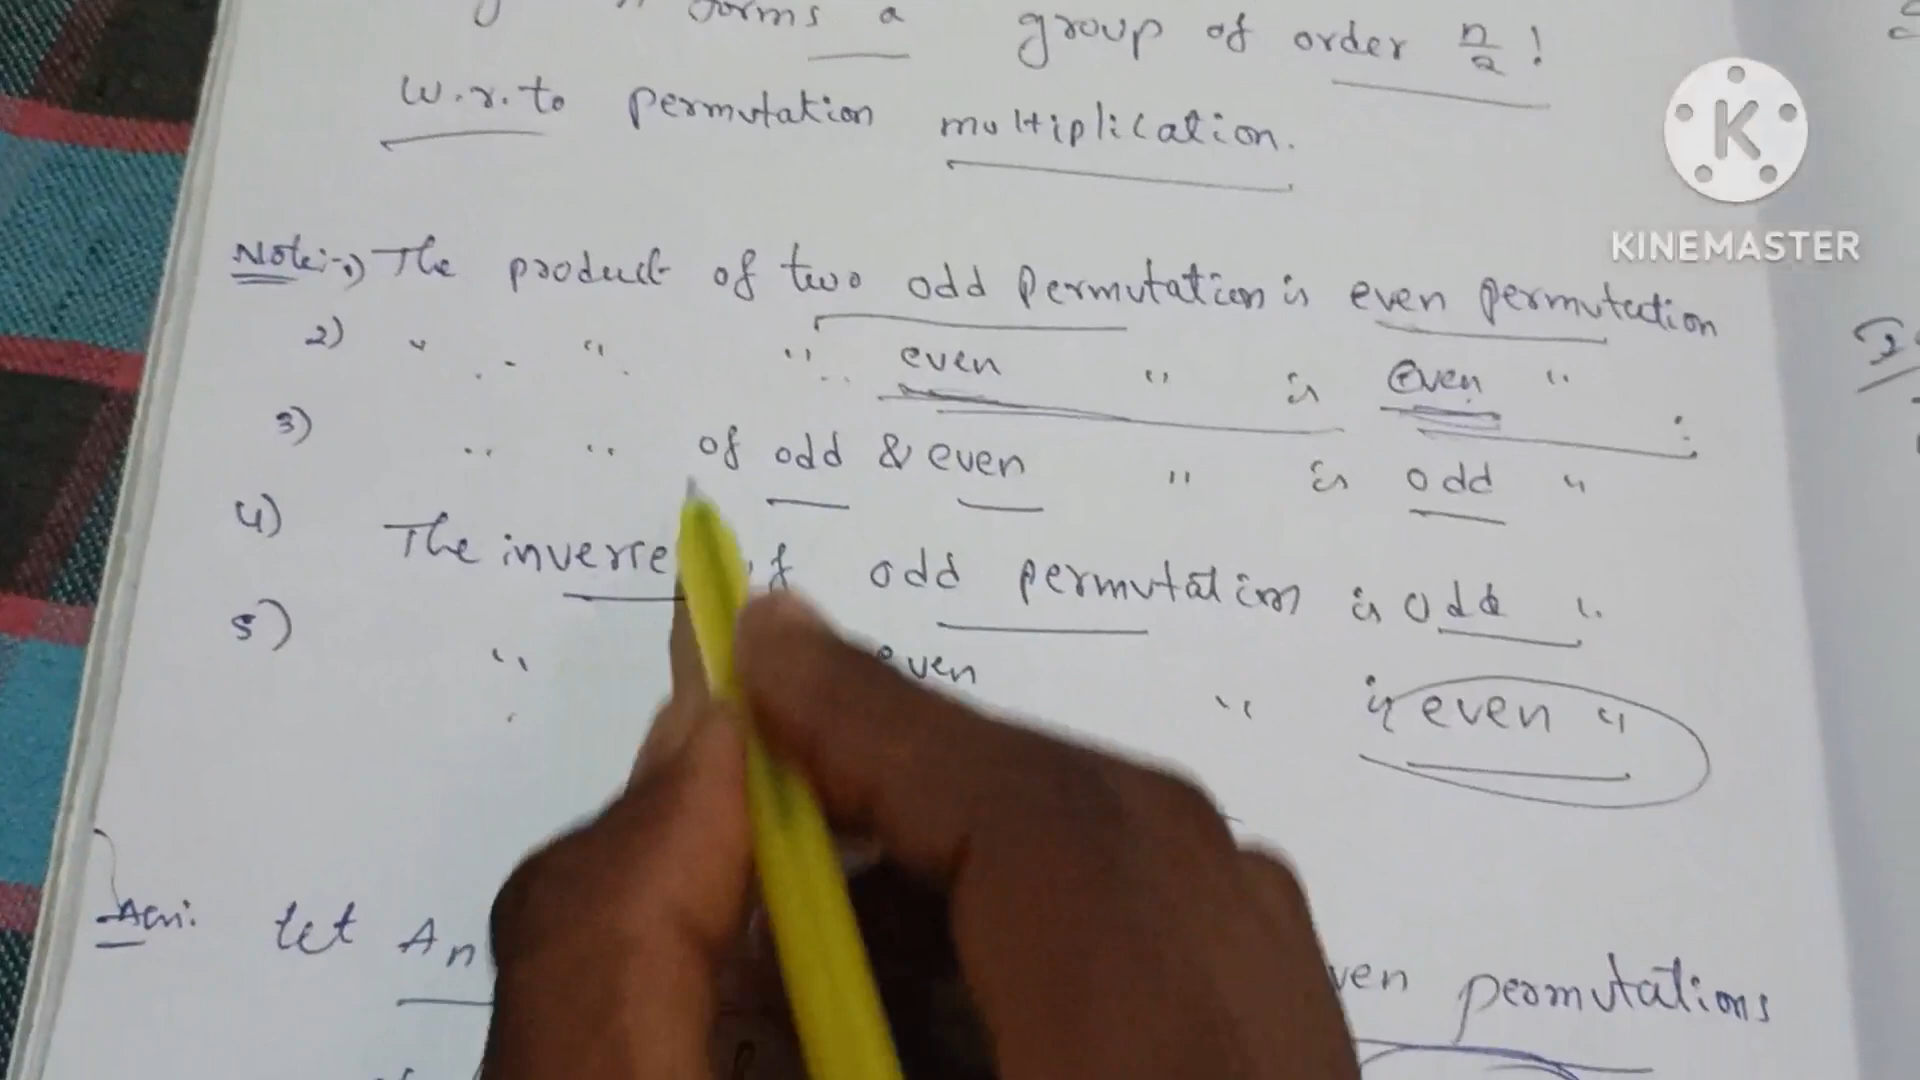 forms a group of order n/2!
w.r.to permutation multiplication.
K
KINEMASTER
Note:-1) The product of two odd permutation is even permutation
2) " " " " even " is even "
3) " " of odd & even " is odd "
4) The inverse of odd permutation is odd "
5) " even " is even "
let An even permutations